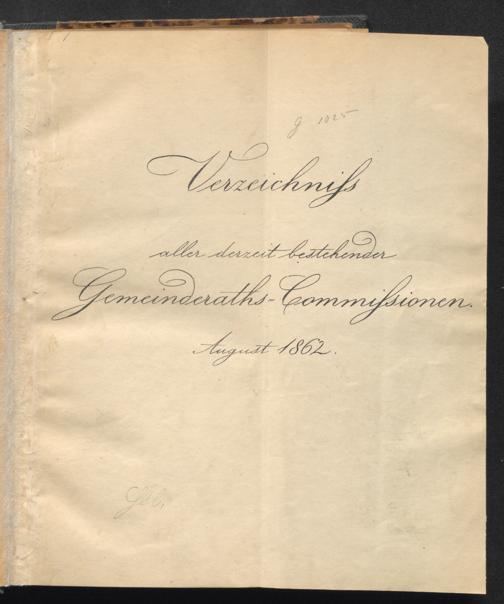 g 1025
Verzeichniſs
aller derzeit bestehender
Gemeinderaths-Commiſsionen.
August 1862.